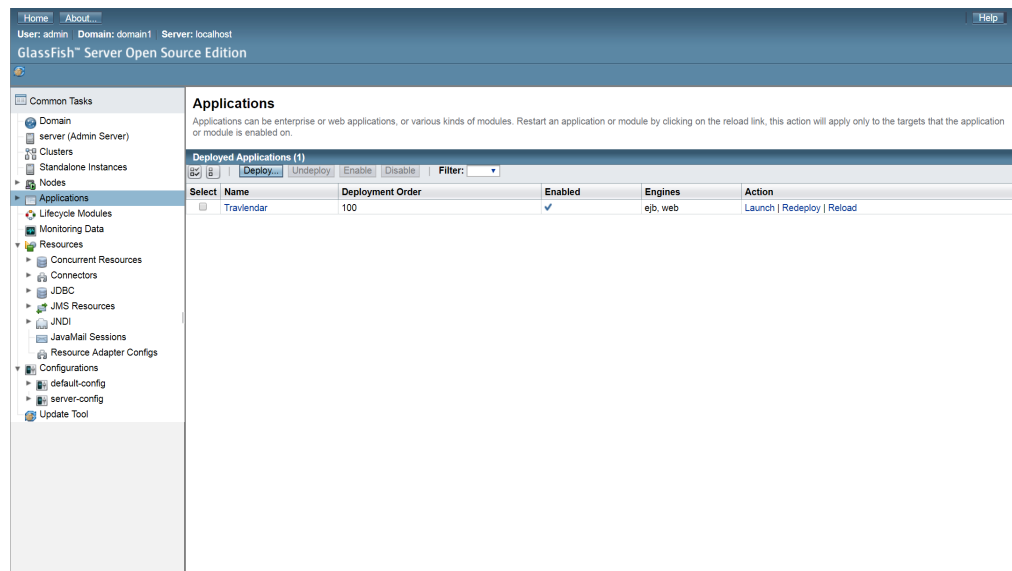 Home About... Help
User: admin Domain: domain1 Server: localhost
GlassFish™ Server Open Source Edition
Common Tasks
Domain
server (Admin Server)
Clusters
Standalone Instances
Nodes
Applications
Lifecycle Modules
Monitoring Data
Resources
Concurrent Resources
Connectors
JDBC
JMS Resources
JNDI
JavaMail Sessions
Resource Adapter Configs
Configurations
default-config
server-config
Update Tool
Applications
Applications can be enterprise or web applications, or various kinds of modules. Restart an application or module by clicking on the reload link, this action will apply only to the targets that the application
or module is enabled on.
Deployed Applications (1)
Deploy... Undeploy Enable Disable Filter:
Select Name Deployment Order Enabled Engines Action
Travlendar 100 ejb, web Launch | Redeploy | Reload